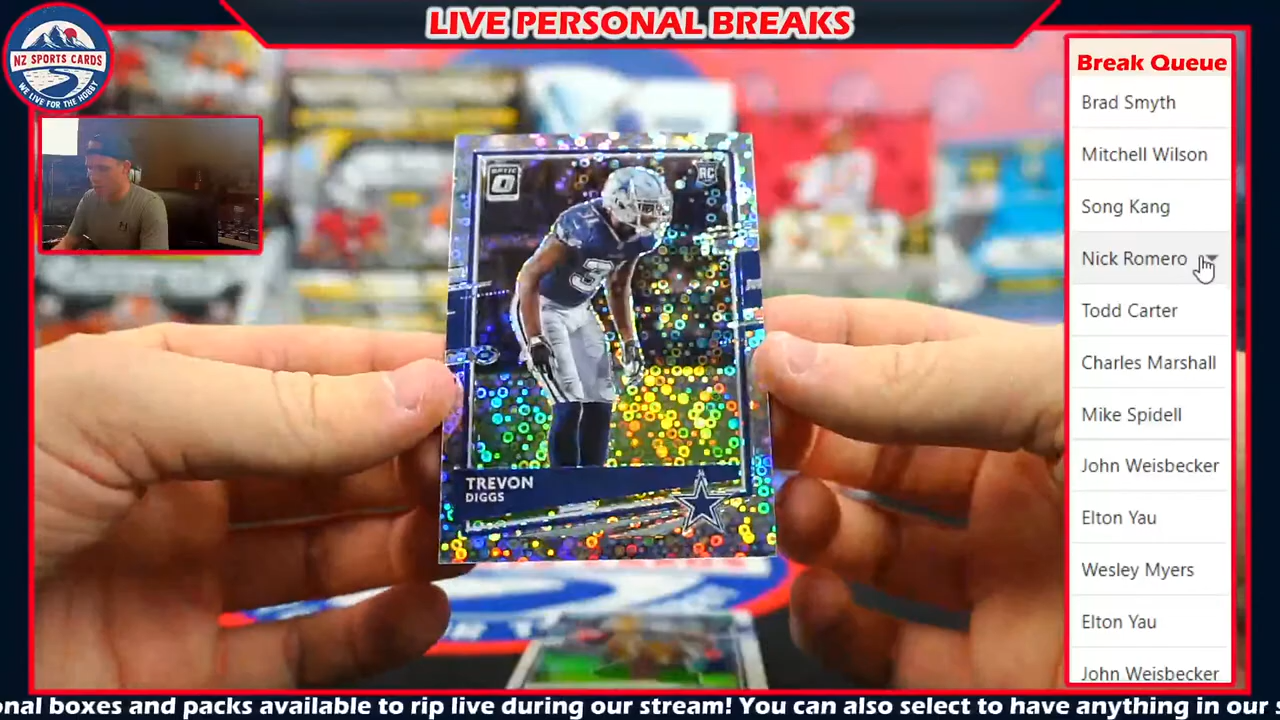 LIVE PERSONAL BREAKS
NZ SPORTS CARDS
WE LIVE FOR THE HOBBY
Break Queue
Brad Smyth
Mitchell Wilson
Song Kang
Nick Romero
Todd Carter
Charles Marshall
Mike Spidell
John Weisbecker
Elton Yau
Wesley Myers
Elton Yau
John Weisbecker
OPTIC
RC
3
TREVON
DIGGS
onal boxes and packs available to rip live during our stream! You can also select to have anything in our s